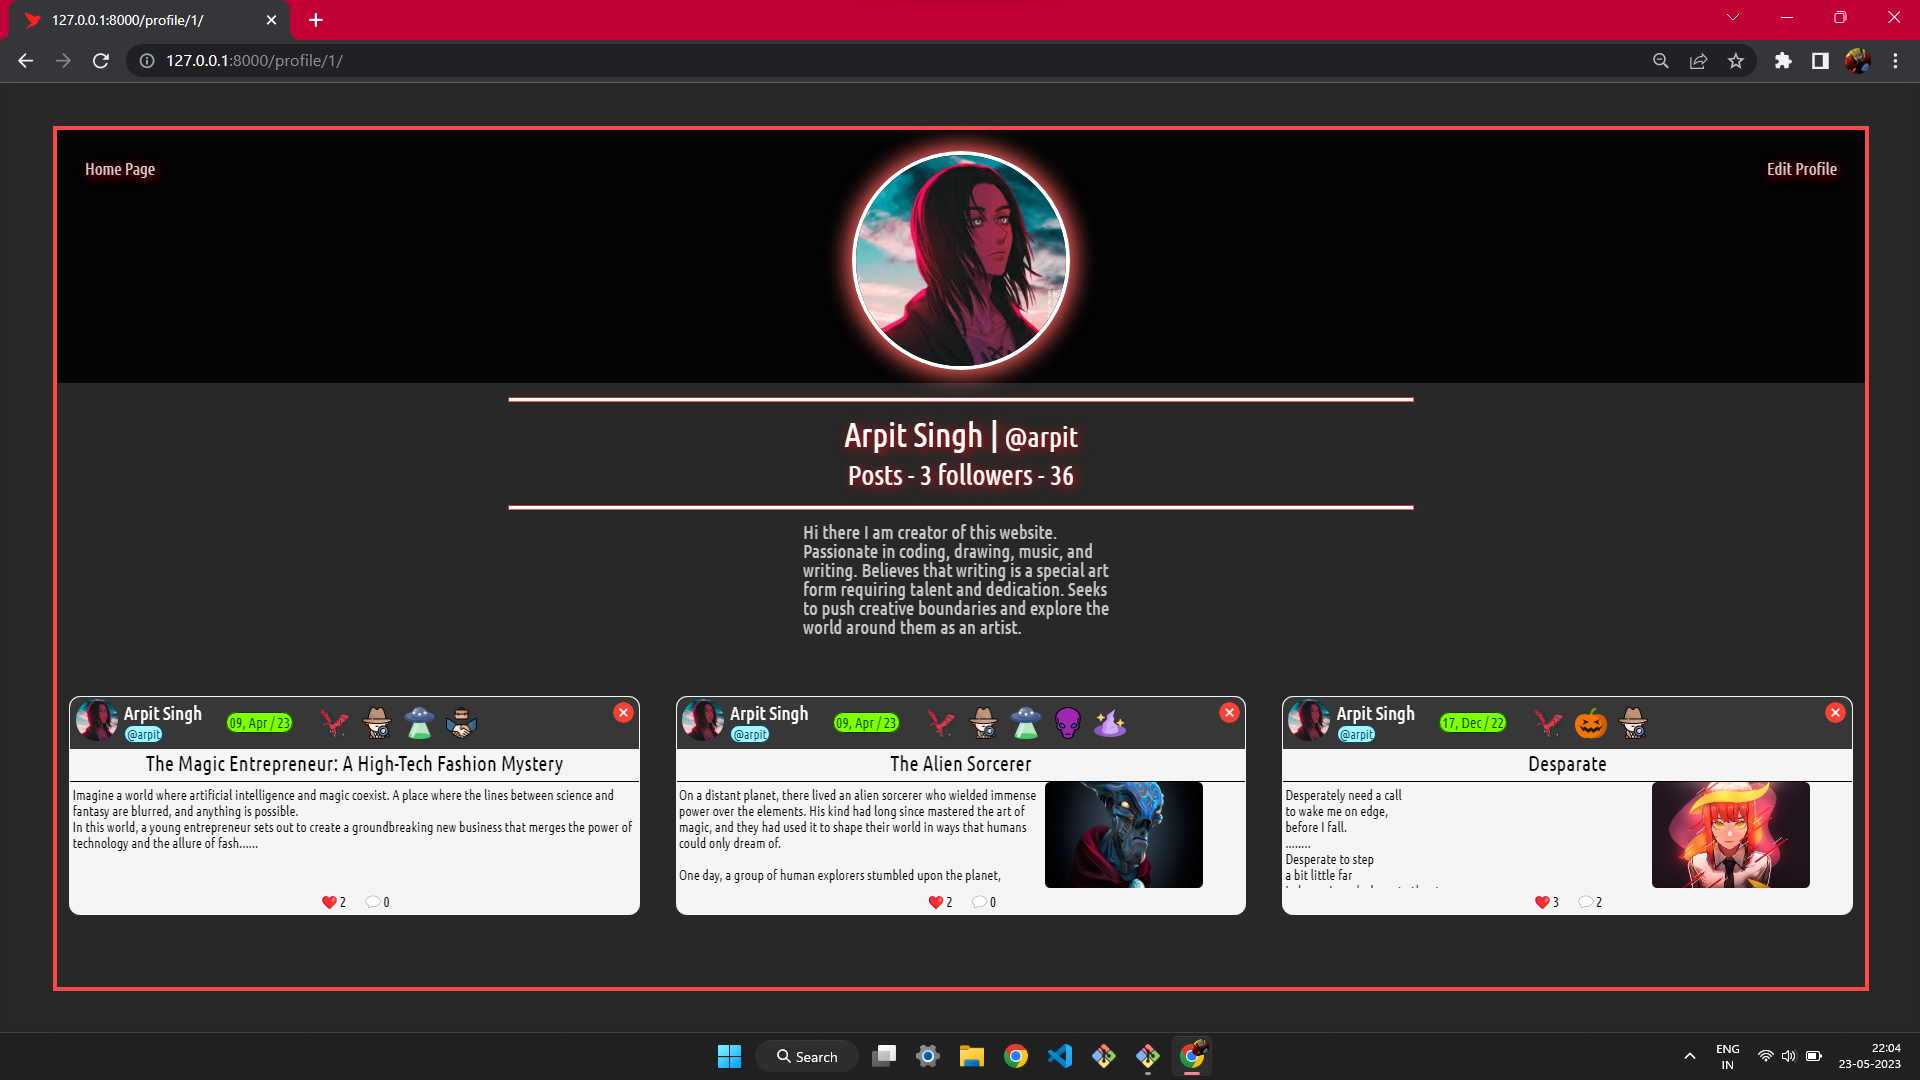 127.0.0.1:8000/profile/1/
127.0.0.1:8000/profile/1/
Home Page
Edit Profile
Arpit Singh | @arpit
Posts - 3 followers - 36
Hi there I am creator of this website.
Passionate in coding, drawing, music, and
writing. Believes that writing is a special art
form requiring talent and dedication. Seeks
to push creative boundaries and explore the
world around them as an artist.
Arpit Singh
@arpit
09, Apr / 23
The Magic Entrepreneur: A High-Tech Fashion Mystery
Imagine a world where artificial intelligence and magic coexist. A place where the lines between science and
fantasy are blurred, and anything is possible.
In this world, a young entrepreneur sets out to create a groundbreaking new business that merges the power of
technology and the allure of fash......
2
0
Arpit Singh
@arpit
09, Apr / 23
The Alien Sorcerer
On a distant planet, there lived an alien sorcerer who wielded immense
power over the elements. His kind had long since mastered the art of
magic, and they had used it to shape their world in ways that humans
could only dream of.
One day, a group of human explorers stumbled upon the planet,
2
0
Arpit Singh
@arpit
17, Dec / 22
Desparate
Desperately need a call
to wake me on edge,
before I fall.
........
Desperate to step
a bit little far
3
2
Search
ENG
IN
22:04
23-05-2023